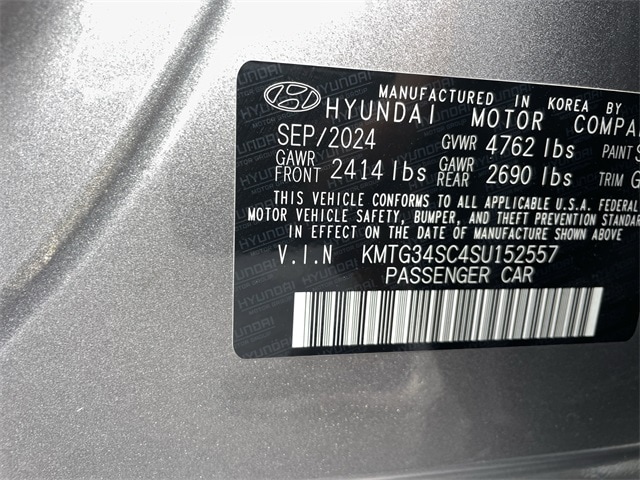 MANUFACTURED IN KOREA BY
HYUNDAI MOTOR
SEP/2024 GVWR 4762 lbs PAINT
GAWR FRONT 2414 lbs GAWR REAR 2690 lbs TRIM
THIS VEHICLE CONFORMS TO ALL APPLICABLE U.S.A. FEDERAL
MOTOR VEHICLE SAFETY, BUMPER, AND THEFT PREVENTION
IN EFFECT ON THE DATE OF MANUFACTURE SHOWN ABOVE
V.I.N KMTG34SC4SU152557
PASSENGER CAR